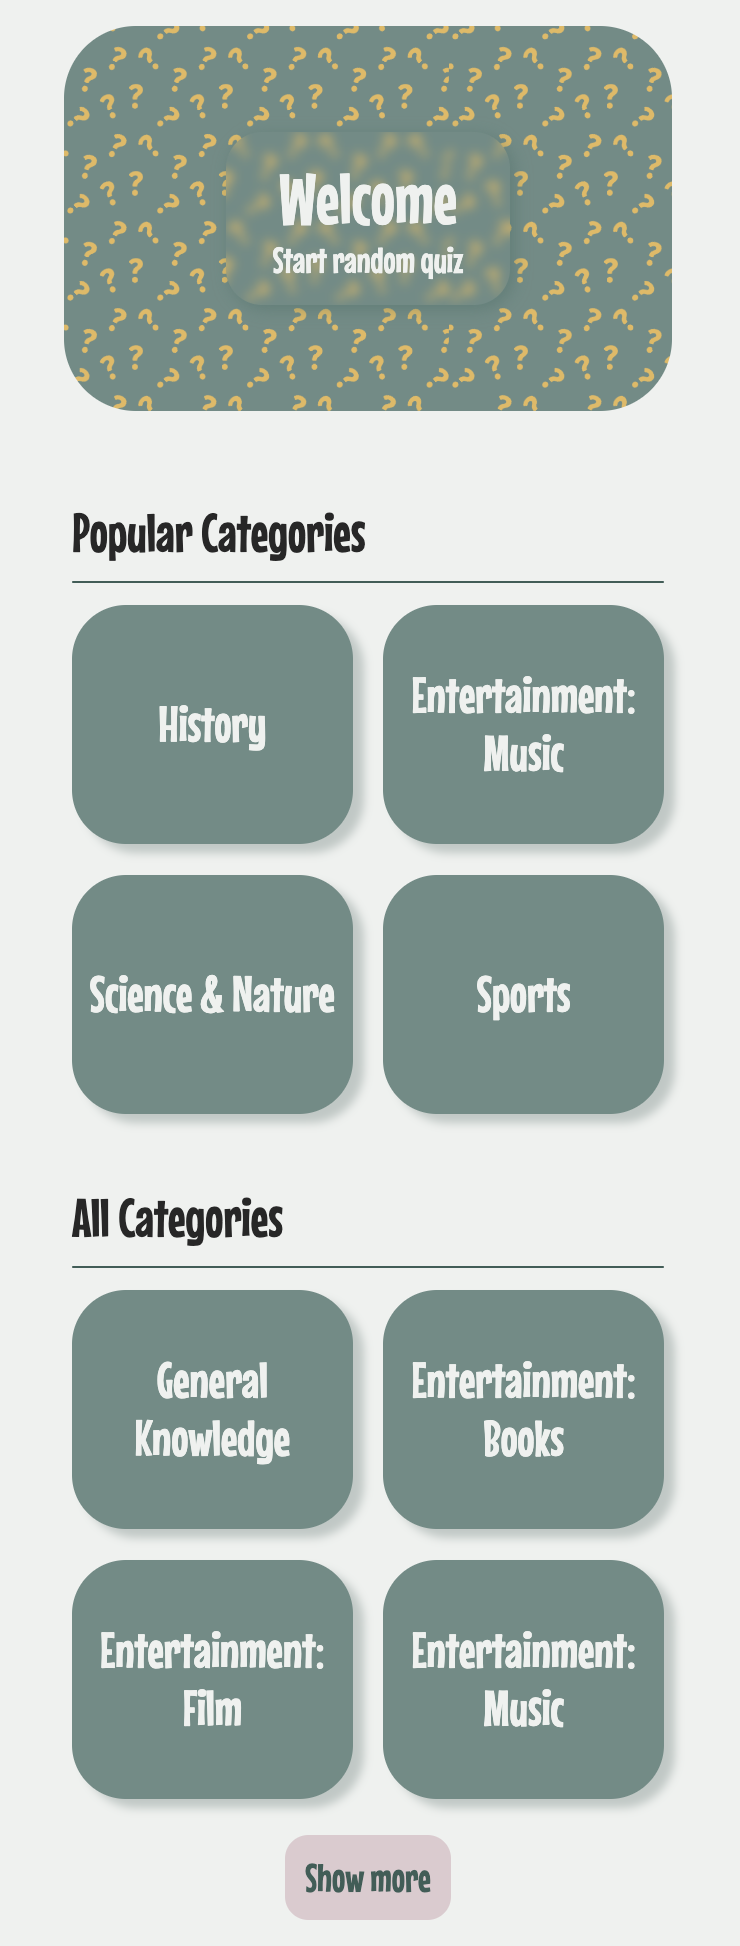 Welcome
Start random quiz
Popular Categories
History
Entertainment:
Music
Science & Nature
Sports
All Categories
General
Knowledge
Entertainment:
Books
Entertainment:
Film
Entertainment:
Music
Show more